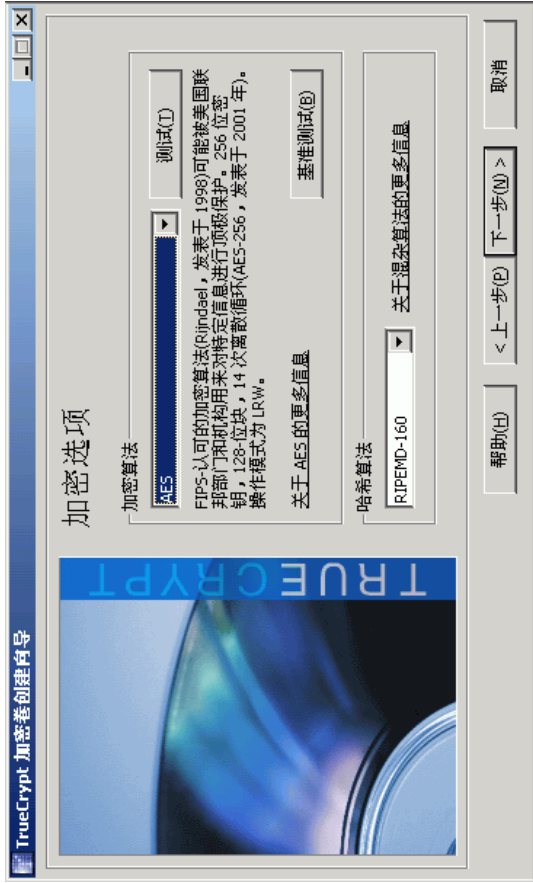 TrueCrypt 加密卷创建向导
TRUECRYPT
加密选项
加密算法
AES
测试(T)
FIPS-认可的加密算法(Rijndael，发表于 1998)可能被美国联
邦部门和机构用来对特定信息进行顶极保护。256 位密
钥，128-位块，14 次离散循环(AES-256，发表于 2001 年)。
操作模式为 LRW。
关于 AES 的更多信息
基准测试(B)
哈希算法
RIPEMD-160
关于混杂算法的更多信息
帮助(H)
< 上一步(P)
下一步(N) >
取消